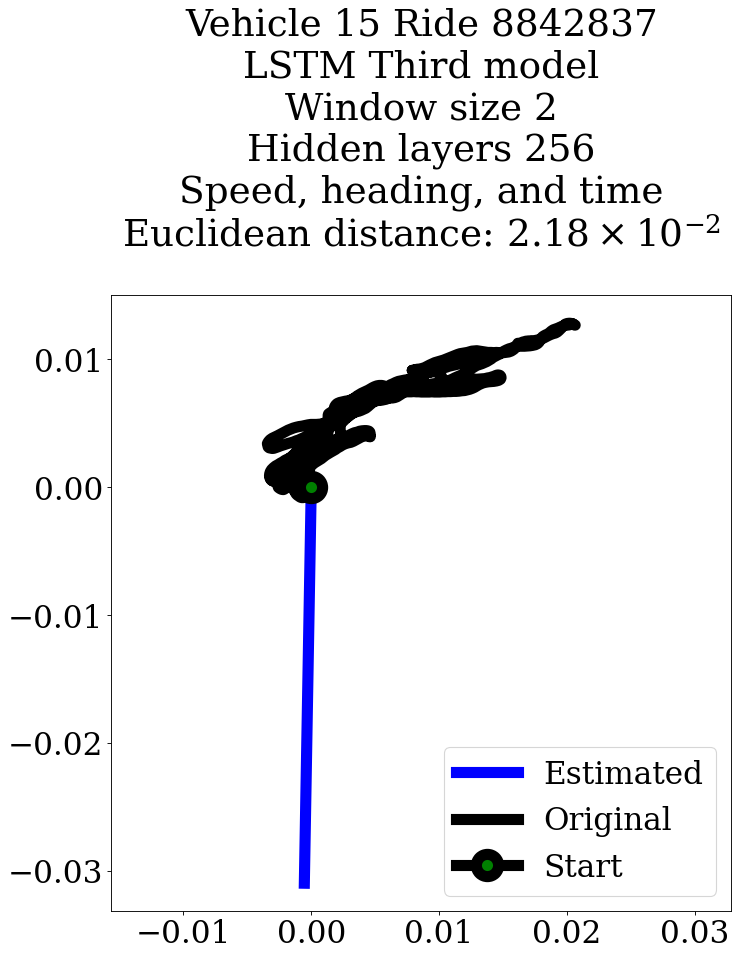 Vehicle 15 Ride 8842837
LSTM Third model
Window size 2
Hidden layers 256
Speed, heading, and time
Euclidean distance: 2.18 × 10⁻²
0.01
0.00
−0.01
−0.02
−0.03
Estimated
Original
Start
−0.01 0.00 0.01 0.02 0.03